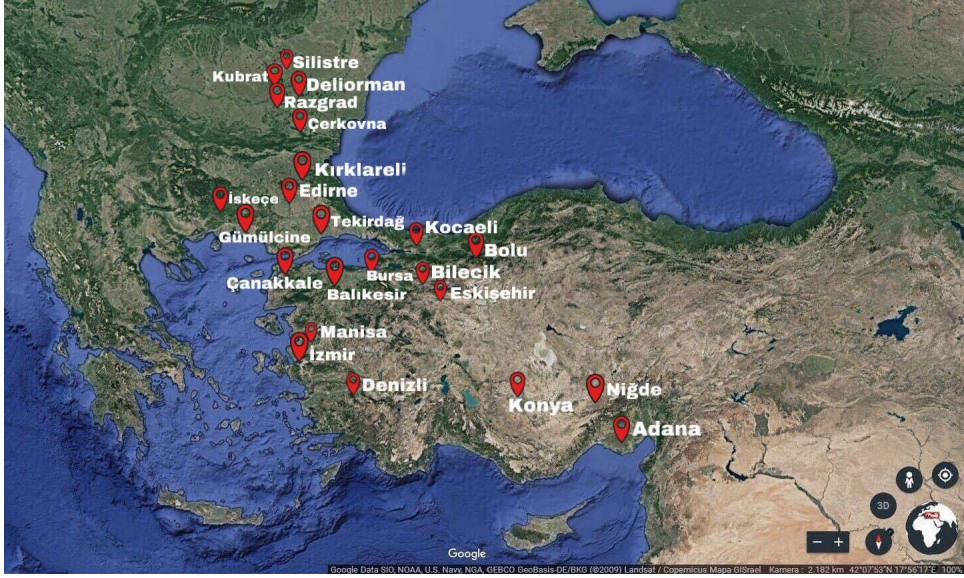 Silistre
Kubrat
Deliorman
Razgrad
Çerkovna
Kırklareli
Edirne
İskeçe
Tekirdağ
Gümülcine
Kocaeli
Bolu
Çanakkale
Bursa
Bilecik
Balıkesir
Eskişehir
Manisa
İzmir
Denizli
Konya
Niğde
Adana
3D
Google
Google Data SIO, NOAA, U.S. Navy, NGA, GEBCO GeoBasis-DE/BKG (©2009) Landsat / Copernicus Mapa GISrael Kamera : 2.182 km 42°07'53"N 17°56'17"E 100%